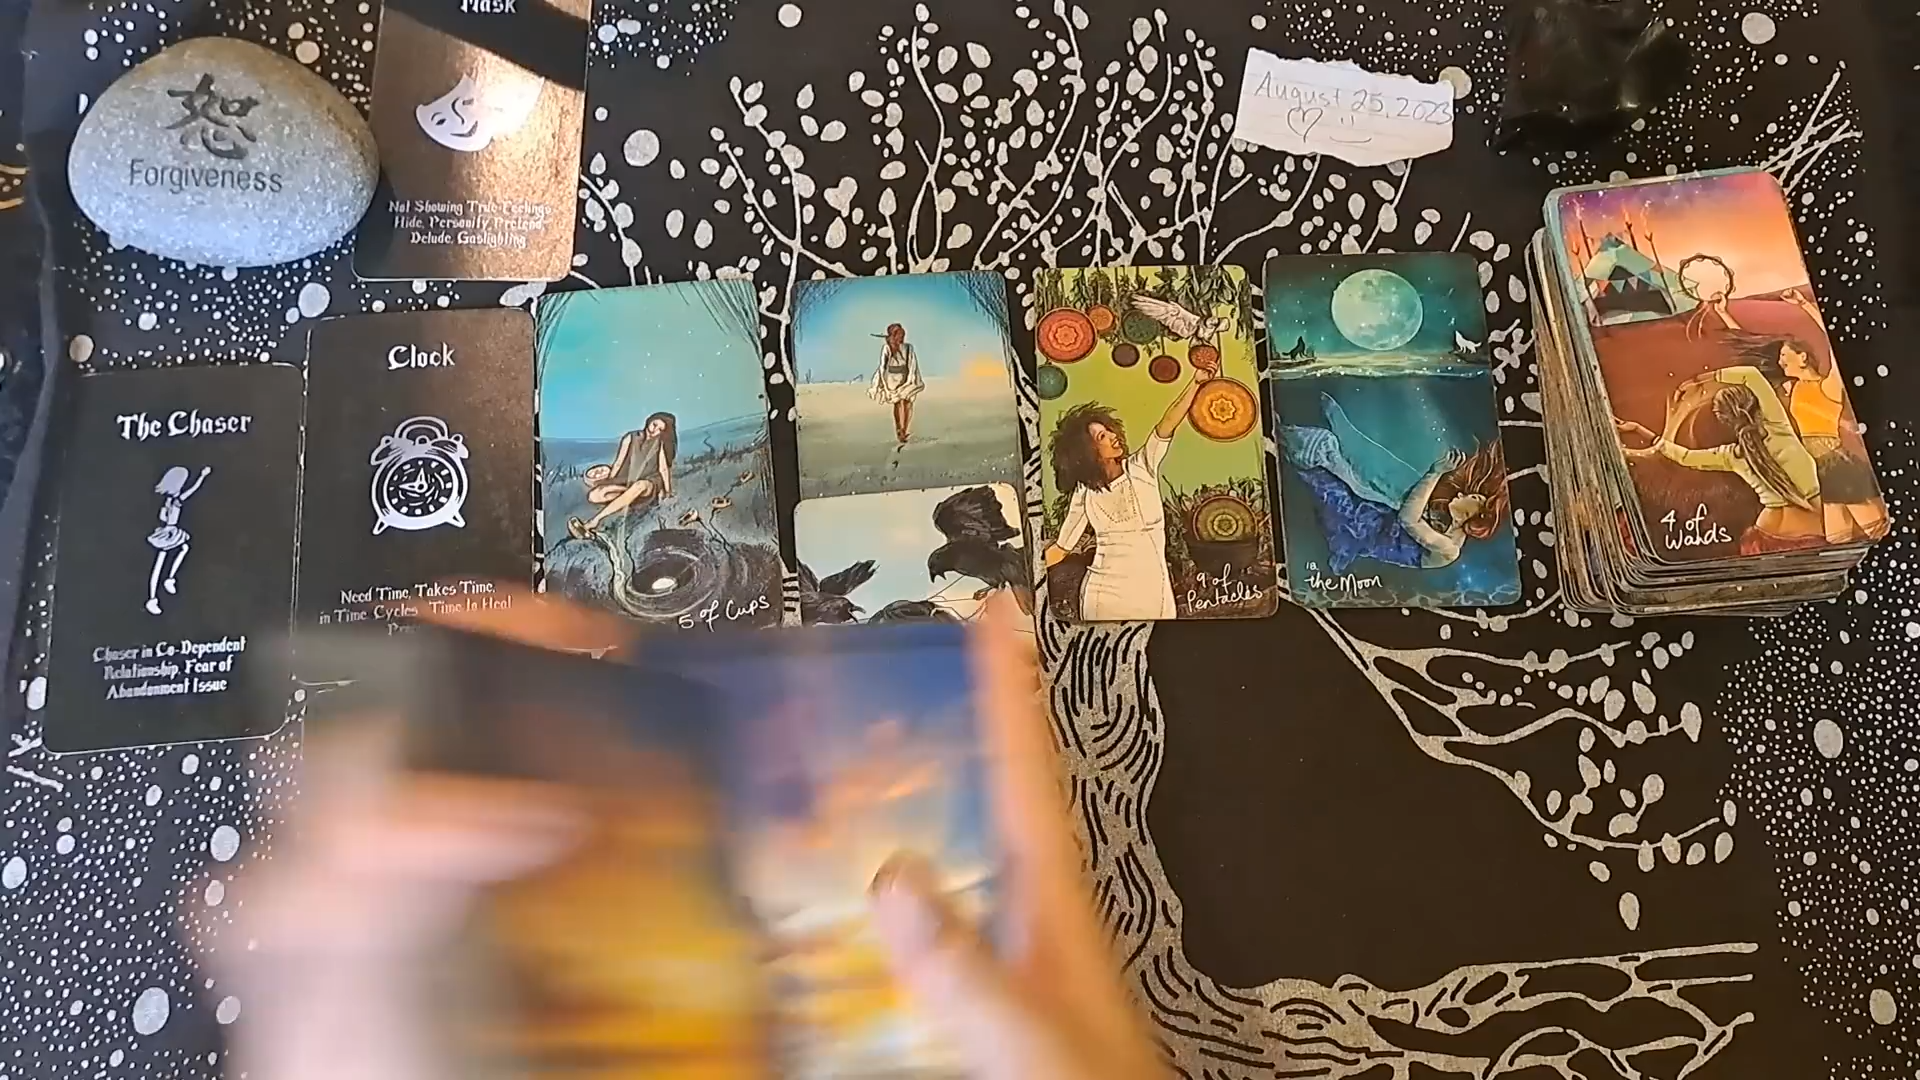 恕
Forgiveness
Mask
Not Showing True Feelings,
Hide, Personify, Pretend,
Delude, Gaslighting
August 25, 2023
The Chaser
Chaser in Co-Dependent
Relationship, Fear of
Abandonment Issue
Clock
Need Time, Takes Time,
in Time, Cycles, Time to Heal
5 of Cups
9 of
Pentacles
18.
the Moon
4 of
Wands